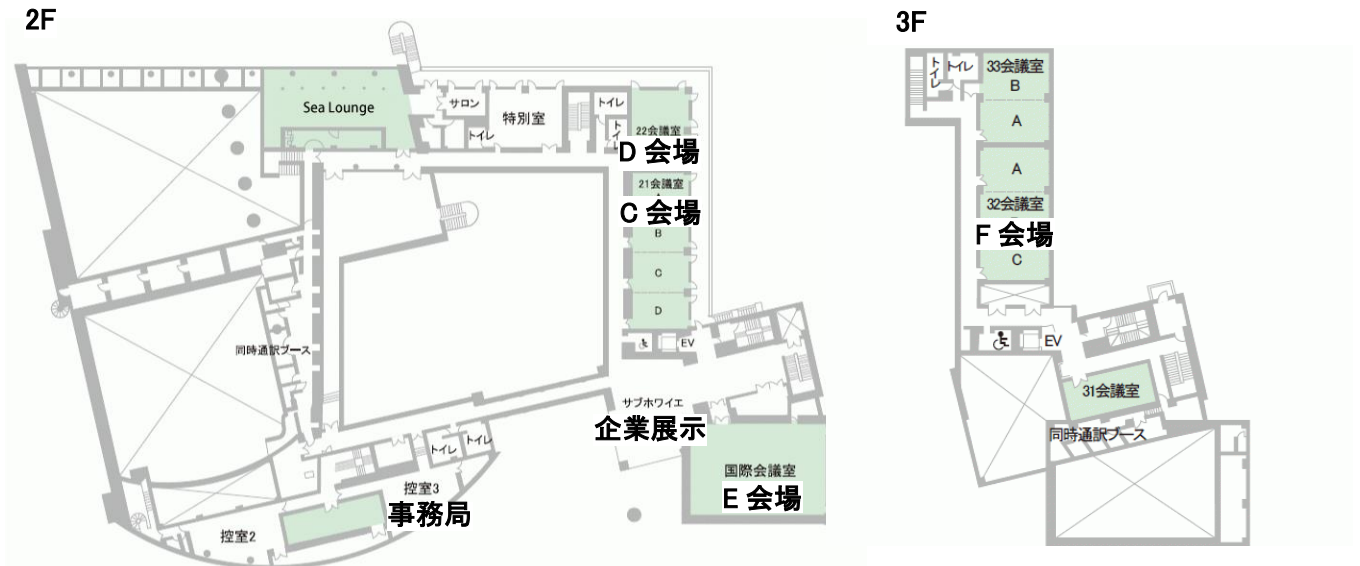 2F
Sea Lounge
サロン
トイレ
特別室
トイレ
トイレ
22会議室
D 会場
21会議室
C 会場
B
C
D
EV
同時通訳ブース
サブホワイエ
企業展示
国際会議室
E 会場
トイレ
トイレ
控室3
事務局
控室2
3F
トイレ
トイレ
33会議室
B
A
A
32会議室
F 会場
C
EV
31会議室
同時通訳ブース